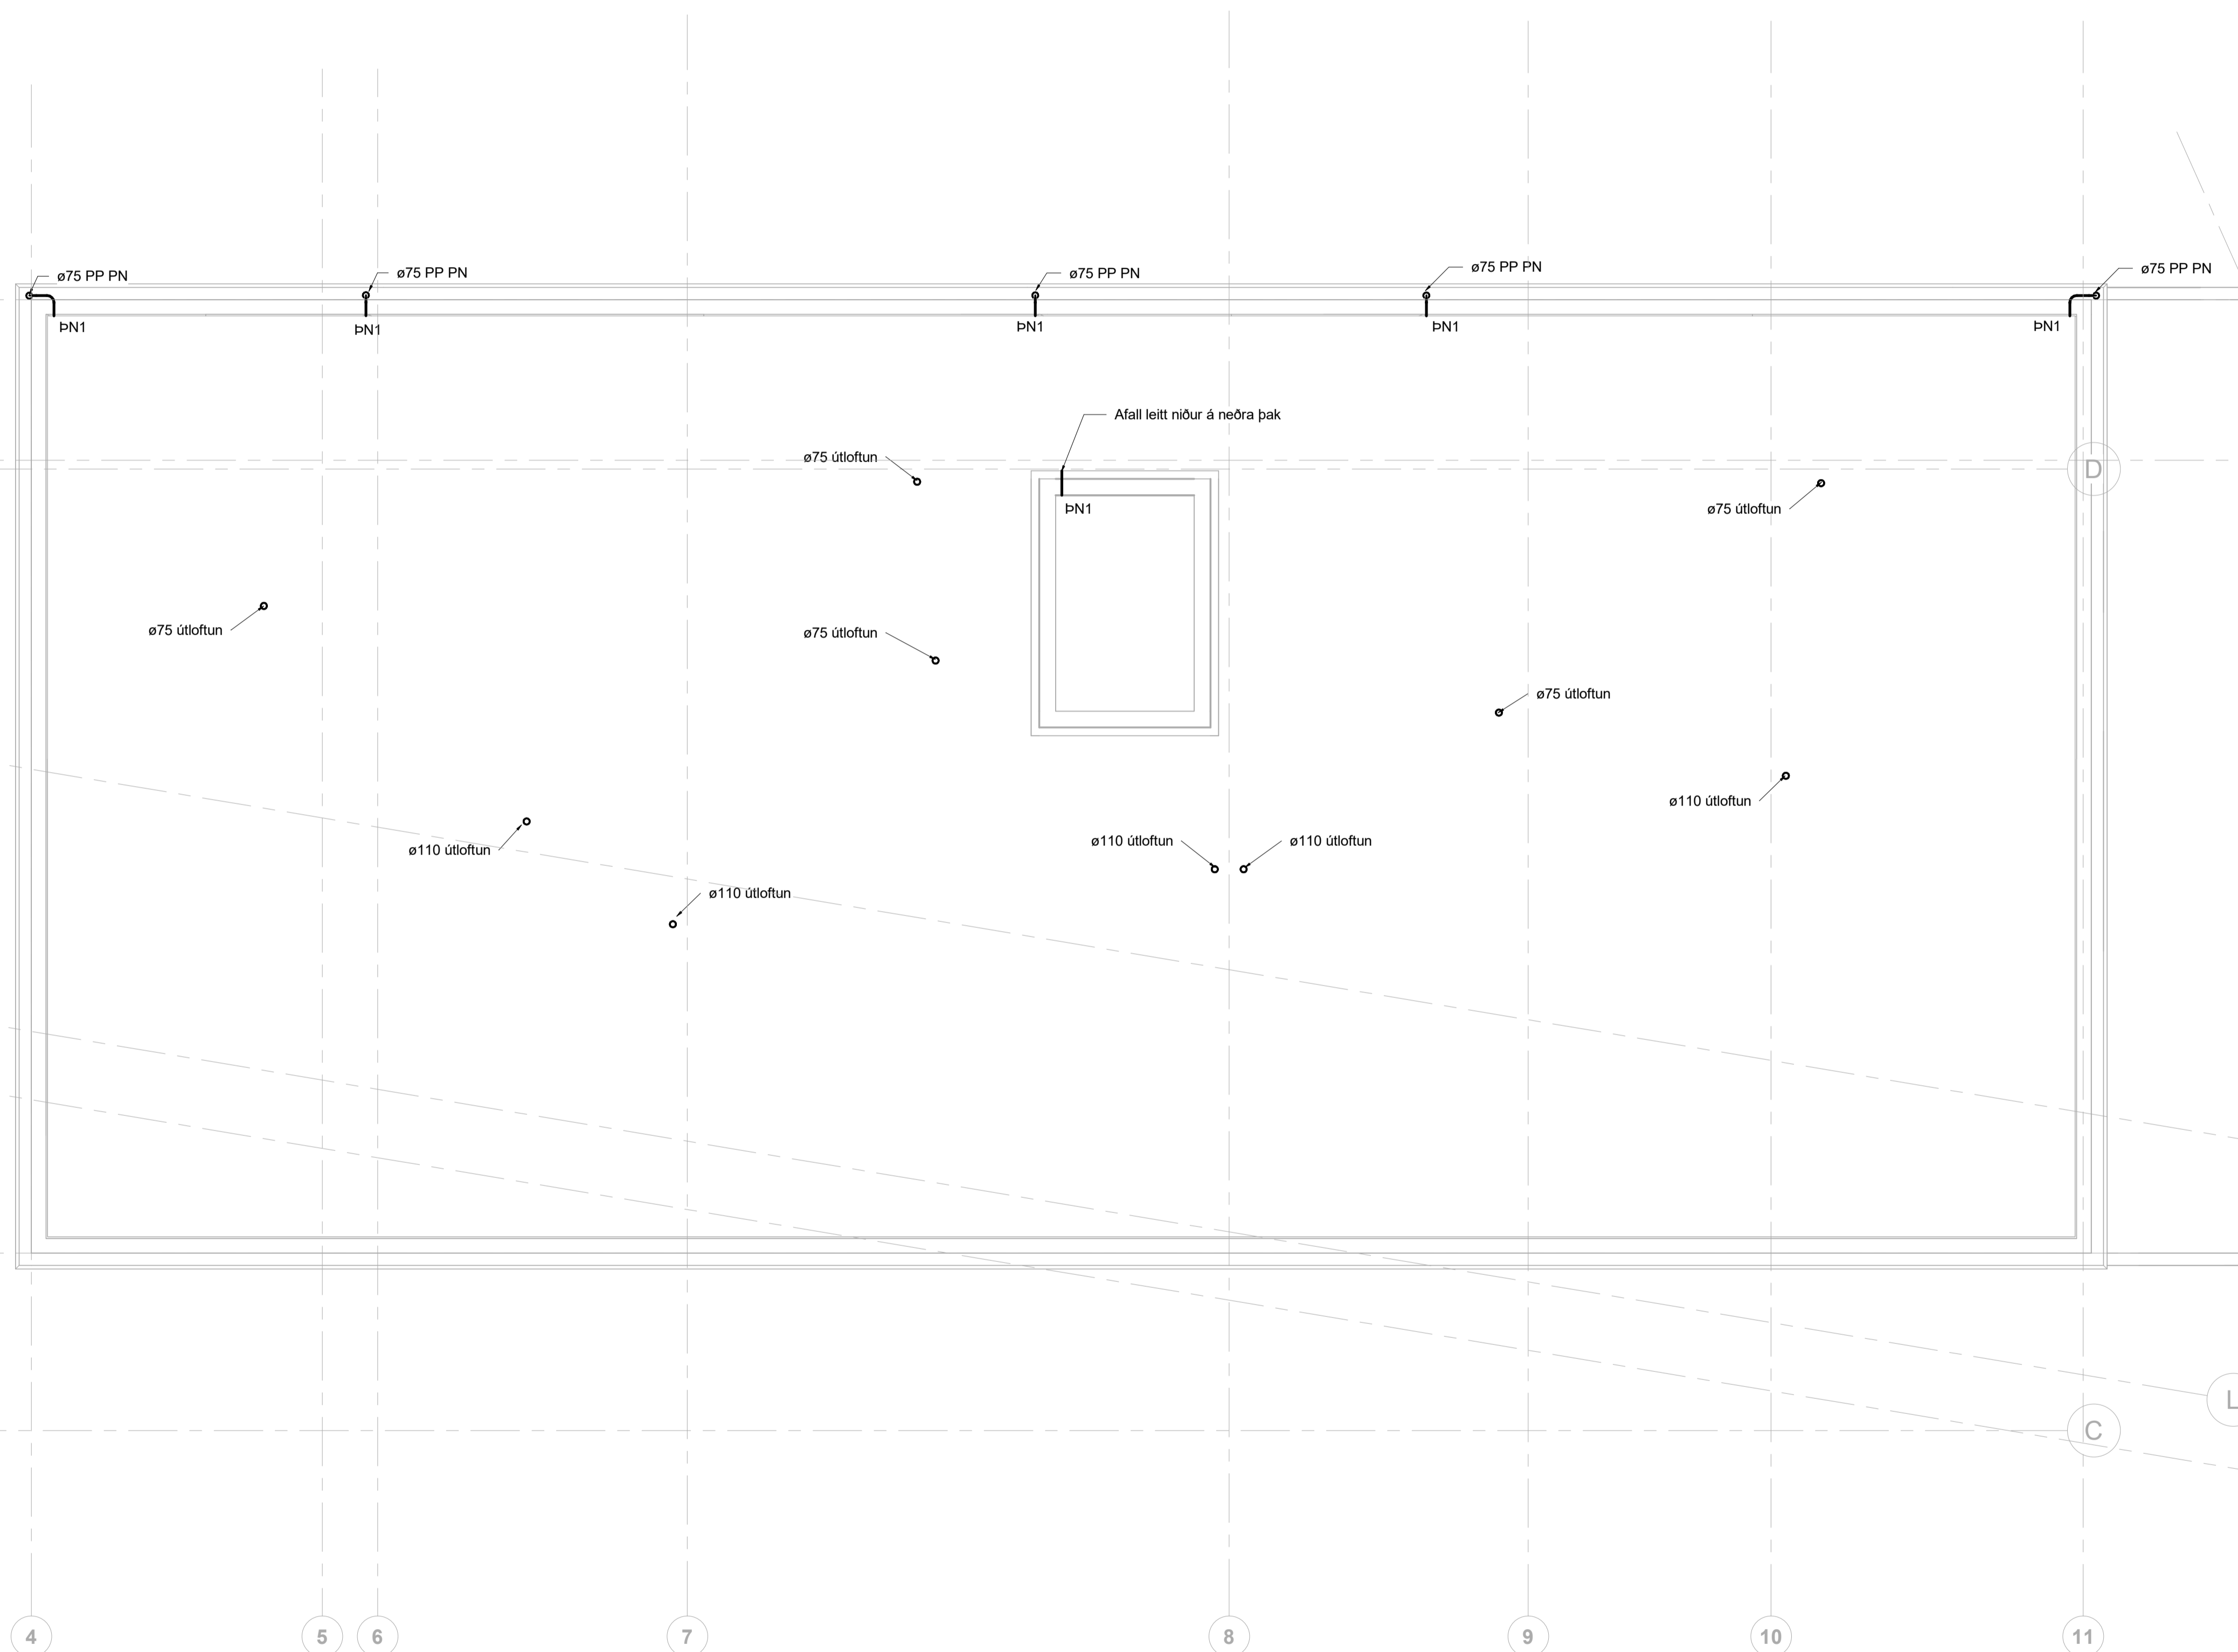 ø75 PP PN
ø75 PP PN
ø75 PP PN
ø75 PP PN
ø75 PP PN
ÞN1
ÞN1
ÞN1
ÞN1
ÞN1
Afall leitt niður á neðra þak
ø75 útloftun
D
ÞN1
ø75 útloftun
ø75 útloftun
ø75 útloftun
ø75 útloftun
ø110 útloftun
ø110 útloftun
ø110 útloftun
ø110 útloftun
ø110 útloftun
L
C
4
5
6
7
8
9
10
11